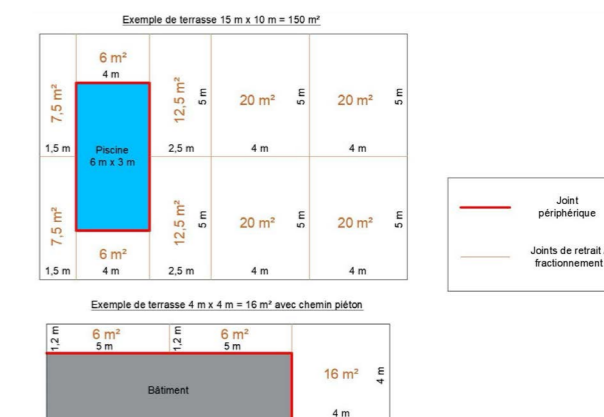 Exemple de terrasse 15 m x 10 m = 150 m²
6 m²
4 m
7,5 m²
12,5 m²
5 m
20 m²
5 m
20 m²
5 m
1,5 m
Piscine
6 m x 3 m
2,5 m
4 m
4 m
7,5 m²
12,5 m²
5 m
20 m²
5 m
20 m²
5 m
6 m²
1,5 m
4 m
2,5 m
4 m
4 m
Joint
périphérique
Joints de retrait
fractionnement
Exemple de terrasse 4 m x 4 m = 16 m² avec chemin piéton
1,2 m
6 m²
5 m
1,2 m
6 m²
5 m
16 m²
4 m
Bâtiment
4 m